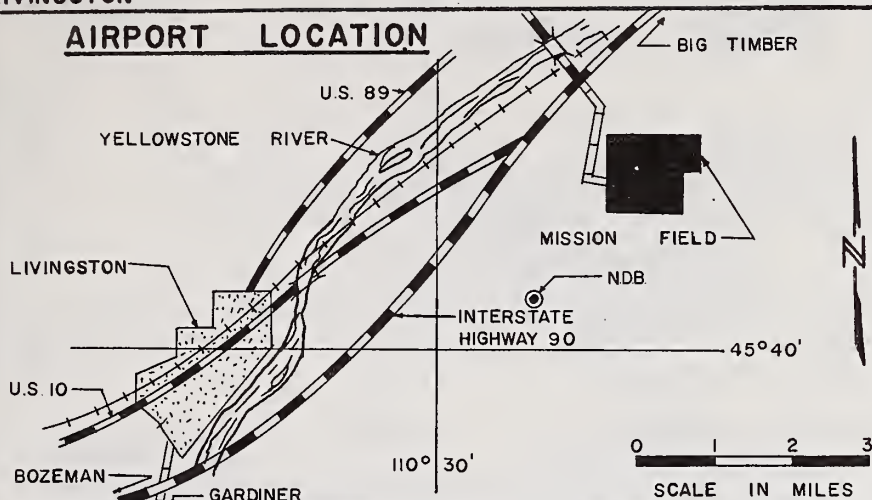 AIRPORT LOCATION
BIG TIMBER
U.S. 89
YELLOWSTONE RIVER
MISSION FIELD
LIVINGSTON
N.D.B.
N
INTERSTATE
HIGHWAY 90
45° 40'
U.S. 10
110° 30'
0 1 2 3
BOZEMAN
GARDINER
SCALE IN MILES